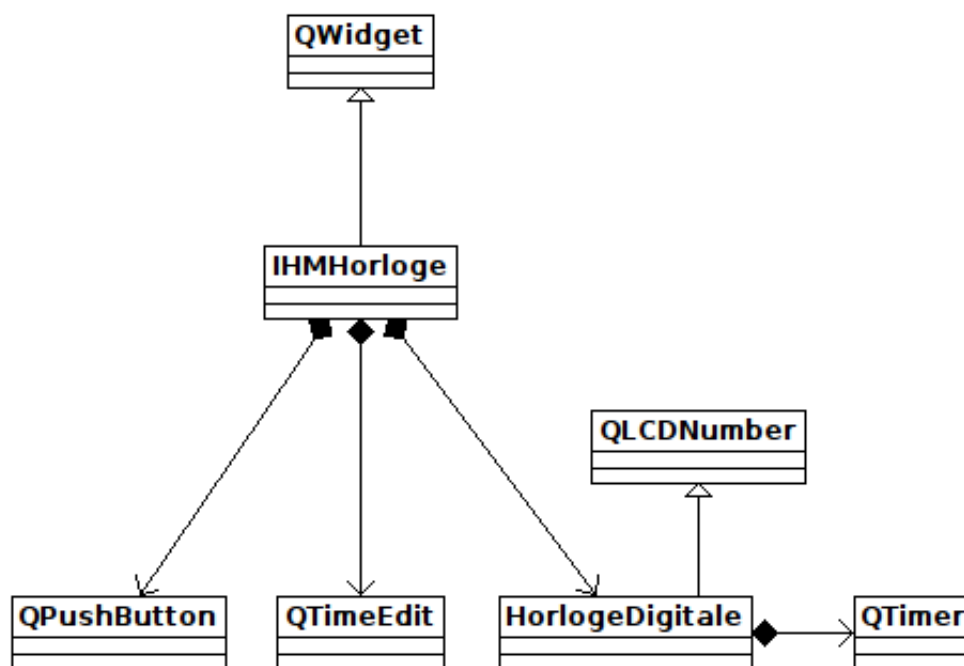 QWidget
IHMHorloge
QLCDNumber
QPushButton
QTimeEdit
HorlogeDigitale
QTimer